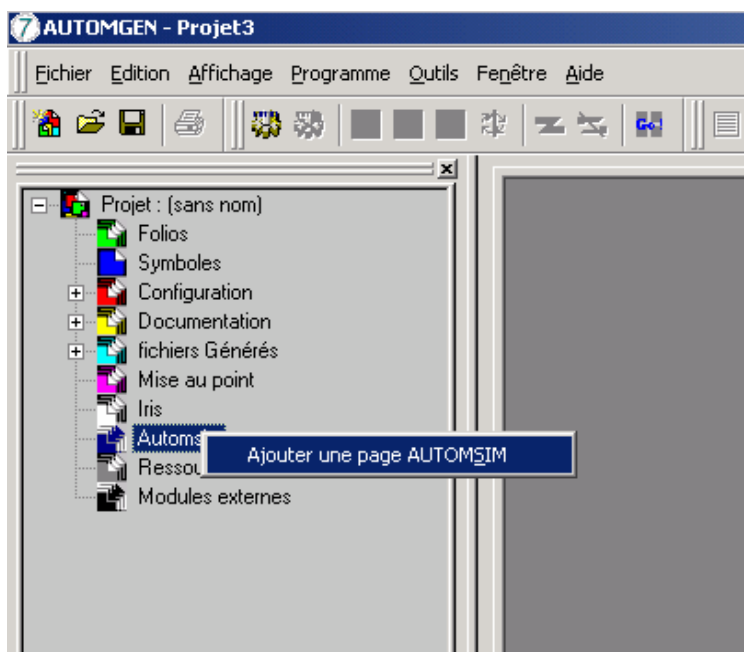 AUTOMGEN - Projet3
Fichier Edition Affichage Programme Outils Fenêtre Aide
Go!
Projet : (sans nom)
Folios
Symboles
Configuration
Documentation
fichiers Générés
Mise au point
Iris
Ajouter une page AUTOMSIM
Modules externes